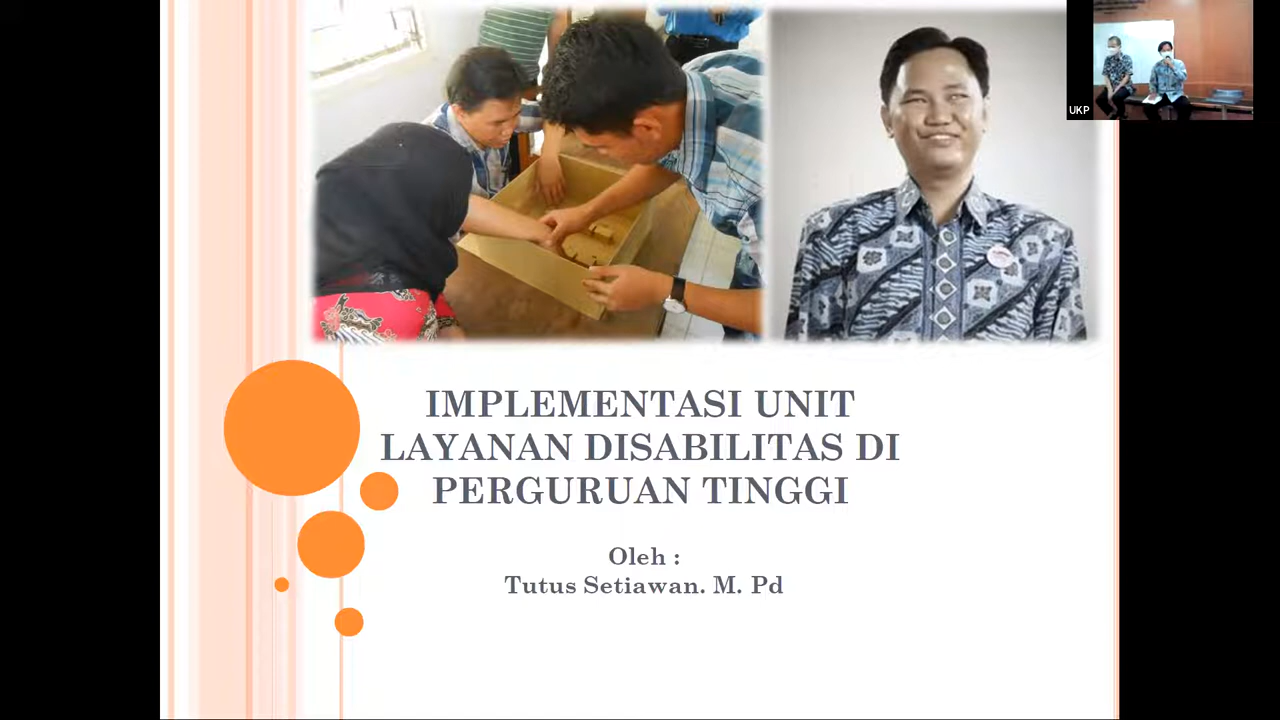 UKP
IMPLEMENTASI UNIT
LAYANAN DISABILITAS DI
PERGURUAN TINGGI
Oleh :
Tutus Setiawan. M. Pd